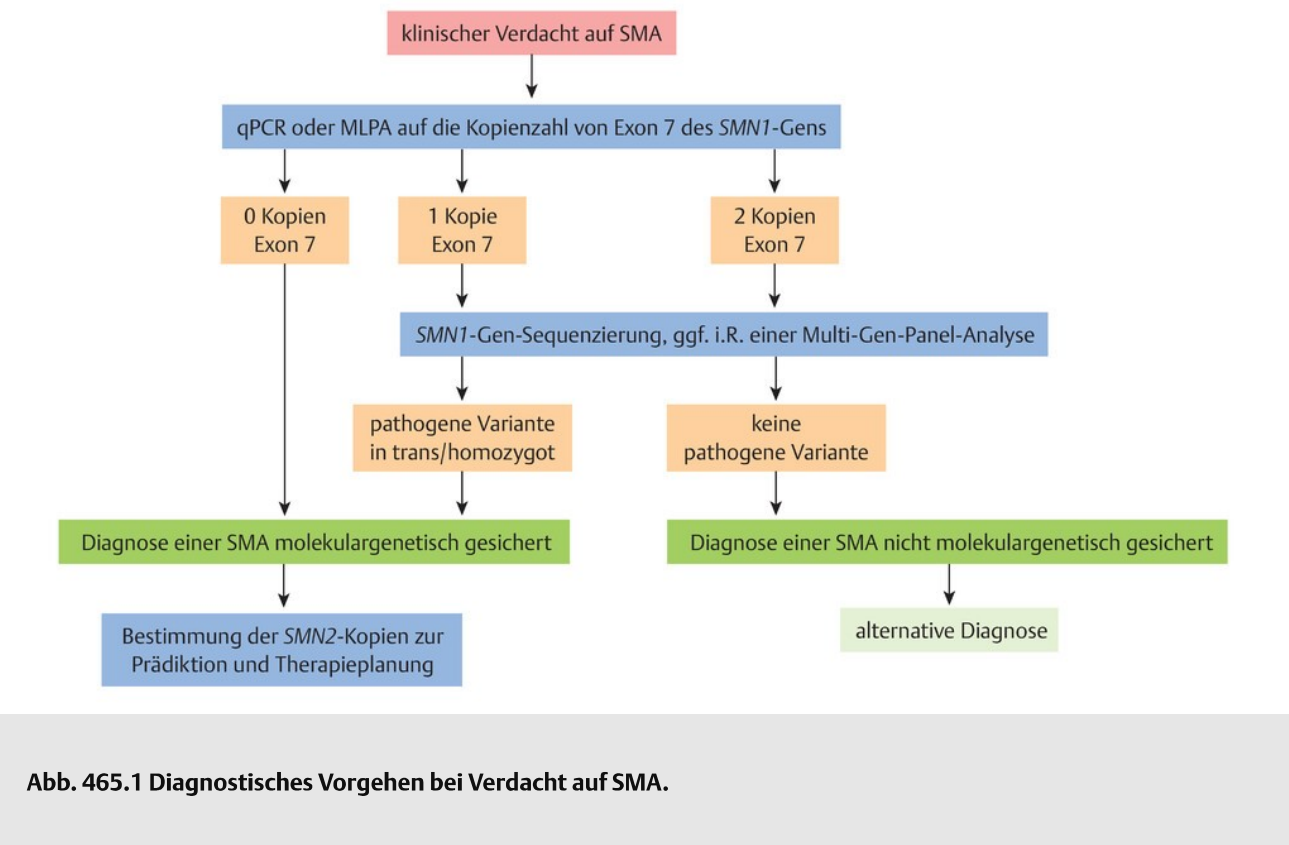 klinischer Verdacht auf SMA
qPCR oder MLPA auf die Kopienzahl von Exon 7 des SMN1-Gens
0 Kopien
Exon 7
1 Kopie
Exon 7
2 Kopien
Exon 7
SMN1-Gen-Sequenzierung, ggf. i.R. einer Multi-Gen-Panel-Analyse
pathogene Variante
in trans/homozygot
keine
pathogene Variante
Diagnose einer SMA molekulargenetisch gesichert
Diagnose einer SMA nicht molekulargenetisch gesichert
Bestimmung der SMN2-Kopien zur
Prädiktion und Therapieplanung
alternative Diagnose
Abb. 465.1 Diagnostisches Vorgehen bei Verdacht auf SMA.